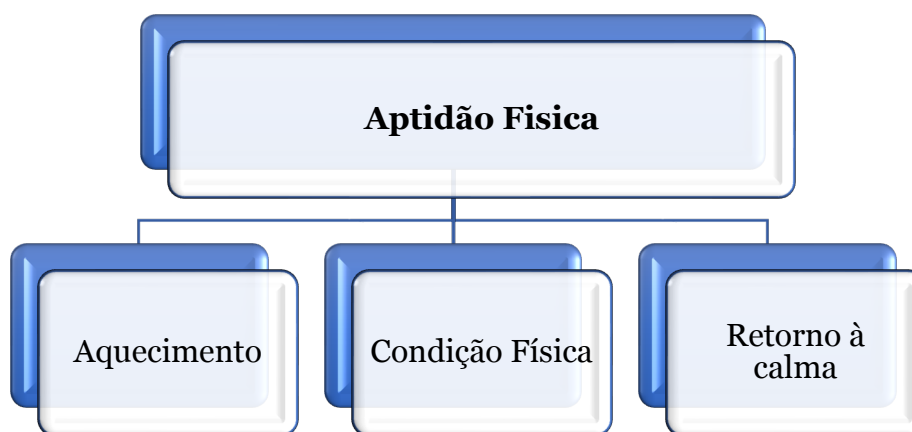 Aptidão Fisica
Aquecimento
Condição Física
Retorno à
calma